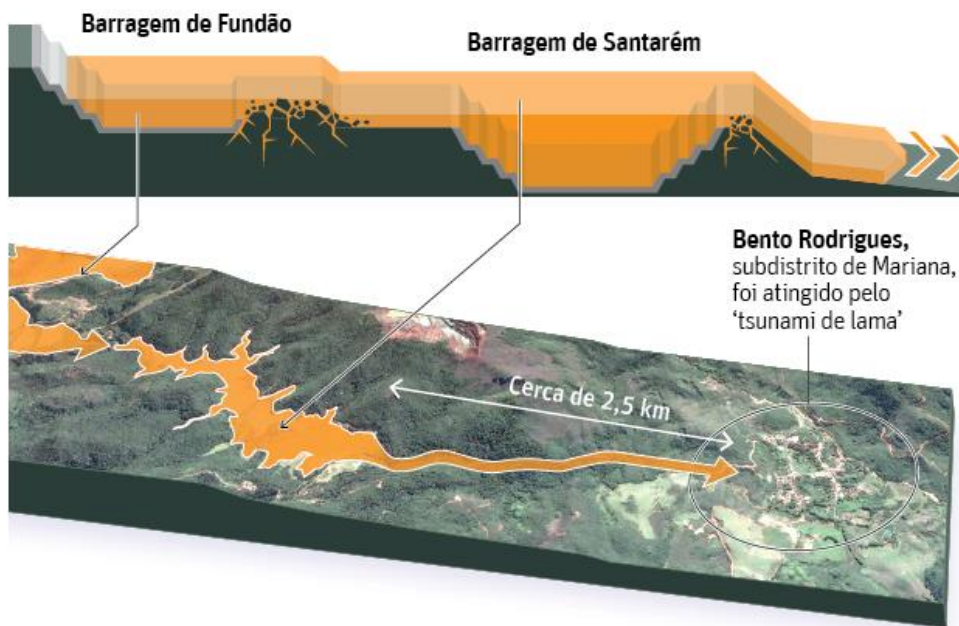 Barragem de Fundão
Barragem de Santarém
Bento Rodrigues,
subdistrito de Mariana,
foi atingido pelo
‘tsunami de lama’
Cerca de 2,5 km